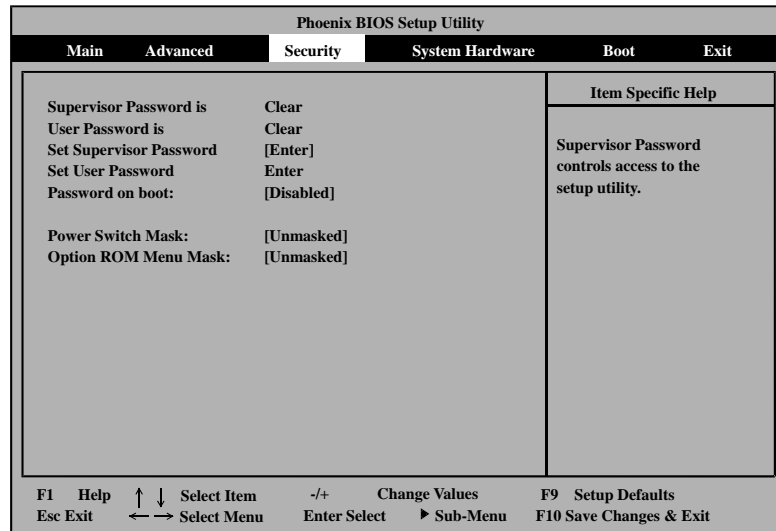 Phoenix BIOS Setup Utility
Main Advanced Security System Hardware Boot Exit
Item Specific Help
Supervisor Password is Clear
User Password is Clear
Set Supervisor Password [Enter]
Set User Password Enter
Password on boot: [Disabled]
Power Switch Mask: [Unmasked]
Option ROM Menu Mask: [Unmasked]
Supervisor Password
controls access to the
setup utility.
F1 Help ↑ ↓ Select Item -/+ Change Values F9 Setup Defaults
Esc Exit ← → Select Menu Enter Select ▶ Sub-Menu F10 Save Changes & Exit